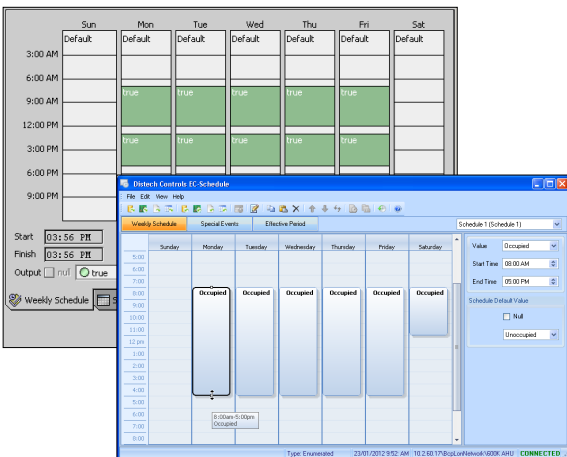 Sun Mon Tue Wed Thu Fri Sat
Default Default Default Default Default Default Default
3:00 AM
6:00 AM
9:00 AM
true true true true true
12:00 PM
true true true true true
3:00 PM
6:00 PM
9:00 PM
Start 03:56 PM
Finish 03:56 PM
Output null true
Weekly Schedule
Distech Controls EC-Schedule
File Edit View Help
Weekly Schedule Special Events Effective Period Schedule 1 (Schedule 1)
Sunday Monday Tuesday Wednesday Thursday Friday Saturday
5:00
6:00
7:00
8:00
9:00
10:00
11:00
12 pm
1:00
2:00
3:00
4:00
5:00
6:00
7:00
8:00
Occupied Occupied Occupied Occupied Occupied Occupied
8:00am-5:00pm
Occupied
Value Occupied
Start Time 08:00 AM
End Time 05:00 PM
Schedule Default Value
Null
Unoccupied
Type: Enumerated 23/01/2012 9:52 AM 10.2.60.17\BcpLonNetwork\600K AHU CONNECTED